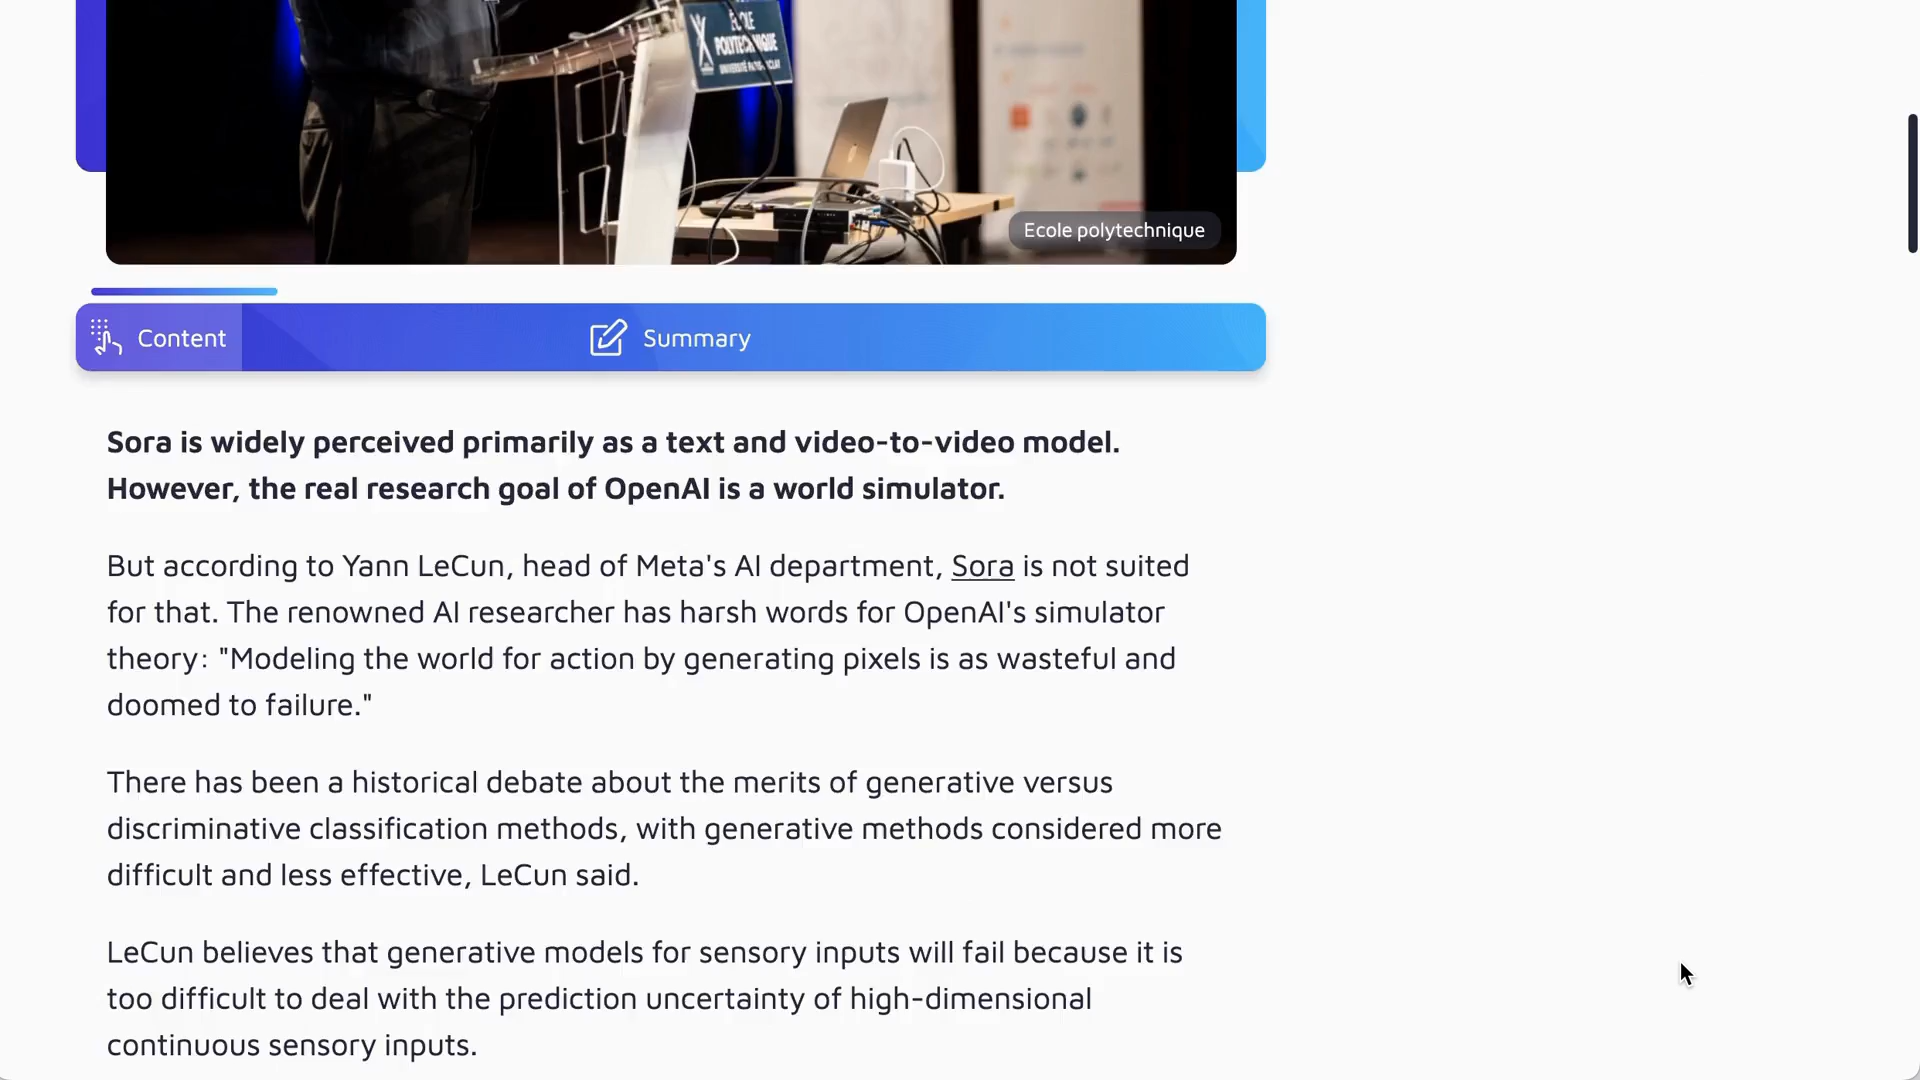 ÉCOLE
POLYTECHNIQUE
UNIVERSITÉ PARIS-SACLAY
Ecole polytechnique
Content
Summary
Sora is widely perceived primarily as a text and video-to-video model.
However, the real research goal of OpenAI is a world simulator.
But according to Yann LeCun, head of Meta's AI department, Sora is not suited
for that. The renowned AI researcher has harsh words for OpenAI's simulator
theory: "Modeling the world for action by generating pixels is as wasteful and
doomed to failure."
There has been a historical debate about the merits of generative versus
discriminative classification methods, with generative methods considered more
difficult and less effective, LeCun said.
LeCun believes that generative models for sensory inputs will fail because it is
too difficult to deal with the prediction uncertainty of high-dimensional
continuous sensory inputs.